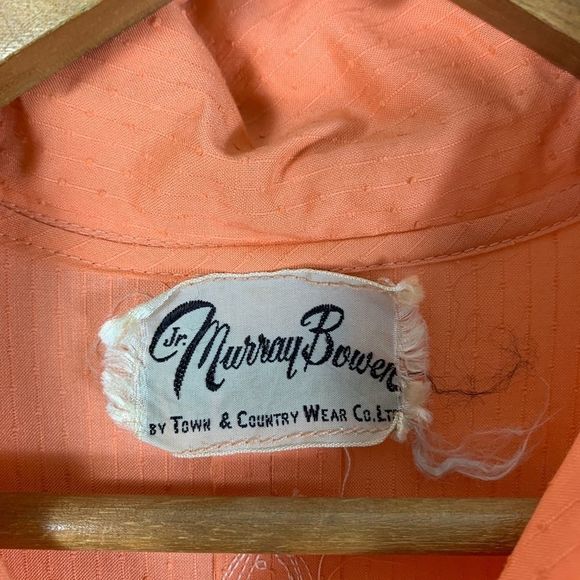 Jr. Murray Bowen
BY TOWN & COUNTRY WEAR CO. LTD